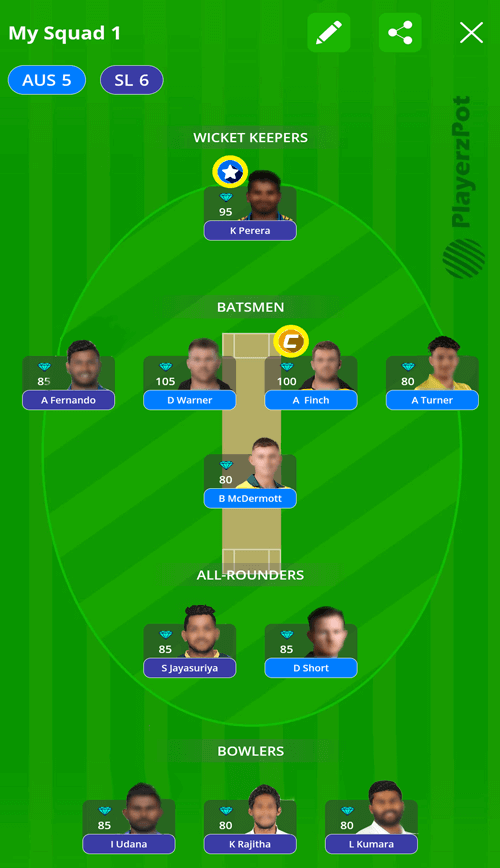 My Squad 1
AUS 5
SL 6
PlayerzPot
WICKET KEEPERS
95
K Perera
BATSMEN
C
85
A Fernando
105
D Warner
100
A Finch
80
A Turner
80
B McDermott
ALL-ROUNDERS
85
S Jayasuriya
85
D Short
BOWLERS
85
I Udana
80
K Rajitha
80
L Kumara